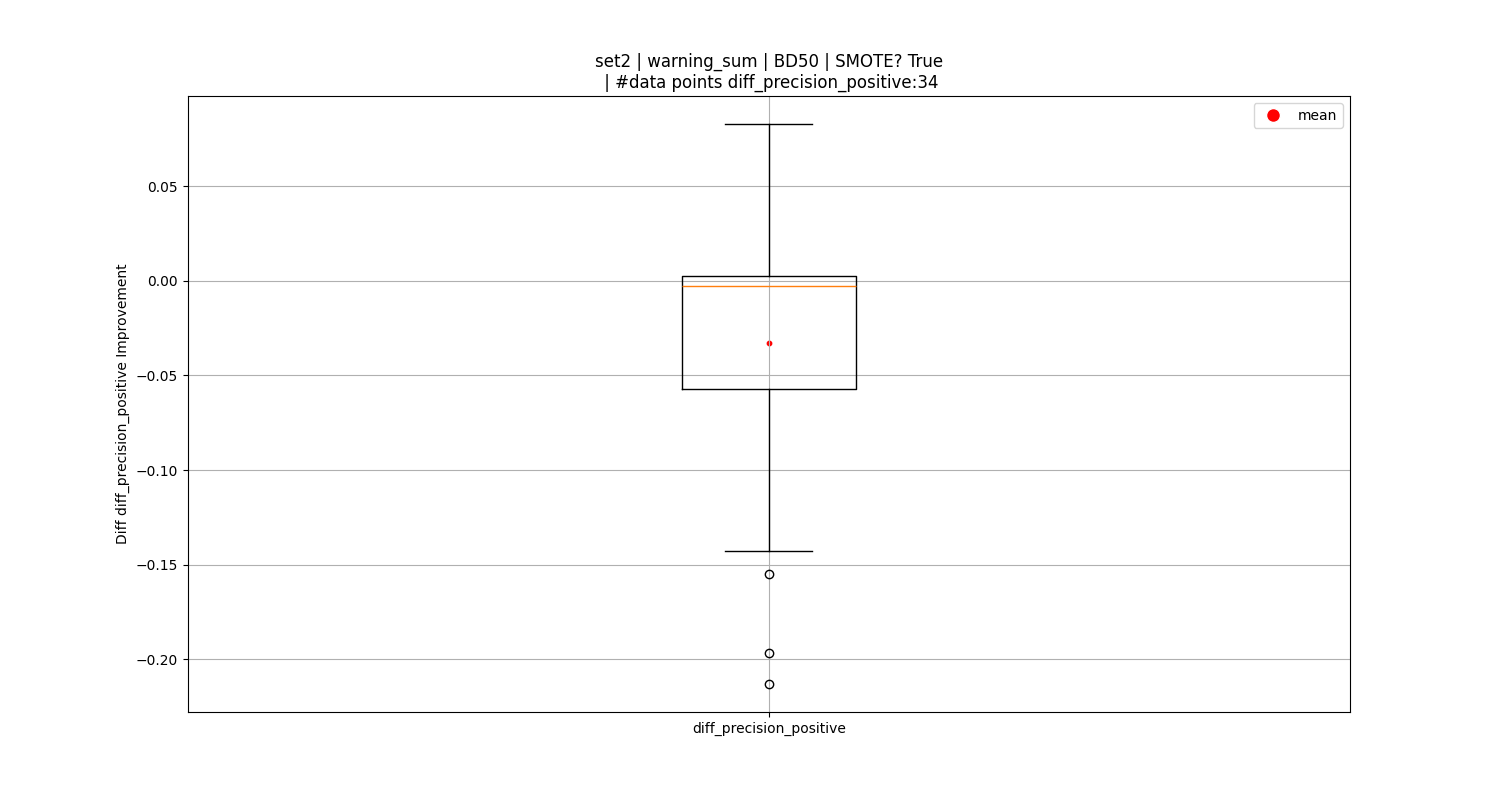 set2 | warning_sum | BD50 | SMOTE? True
| #data points diff_precision_positive:34
mean
0.05
0.00
−0.05
−0.10
−0.15
−0.20
Diff diff_precision_positive Improvement
diff_precision_positive